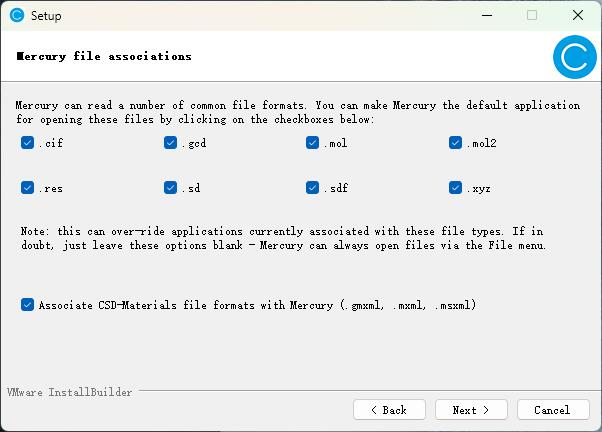 Setup
Mercury file associations
Mercury can read a number of common file formats. You can make Mercury the default application
for opening these files by clicking on the checkboxes below:
.cif .gcd .mol .mol2
.res .sd .sdf .xyz
Note: this can over-ride applications currently associated with these file types. If in
doubt, just leave these options blank - Mercury can always open files via the File menu.
Associate CSD-Materials file formats with Mercury (.gmxml, .mxml, .msxml)
VMware InstallBuilder
< Back Next > Cancel